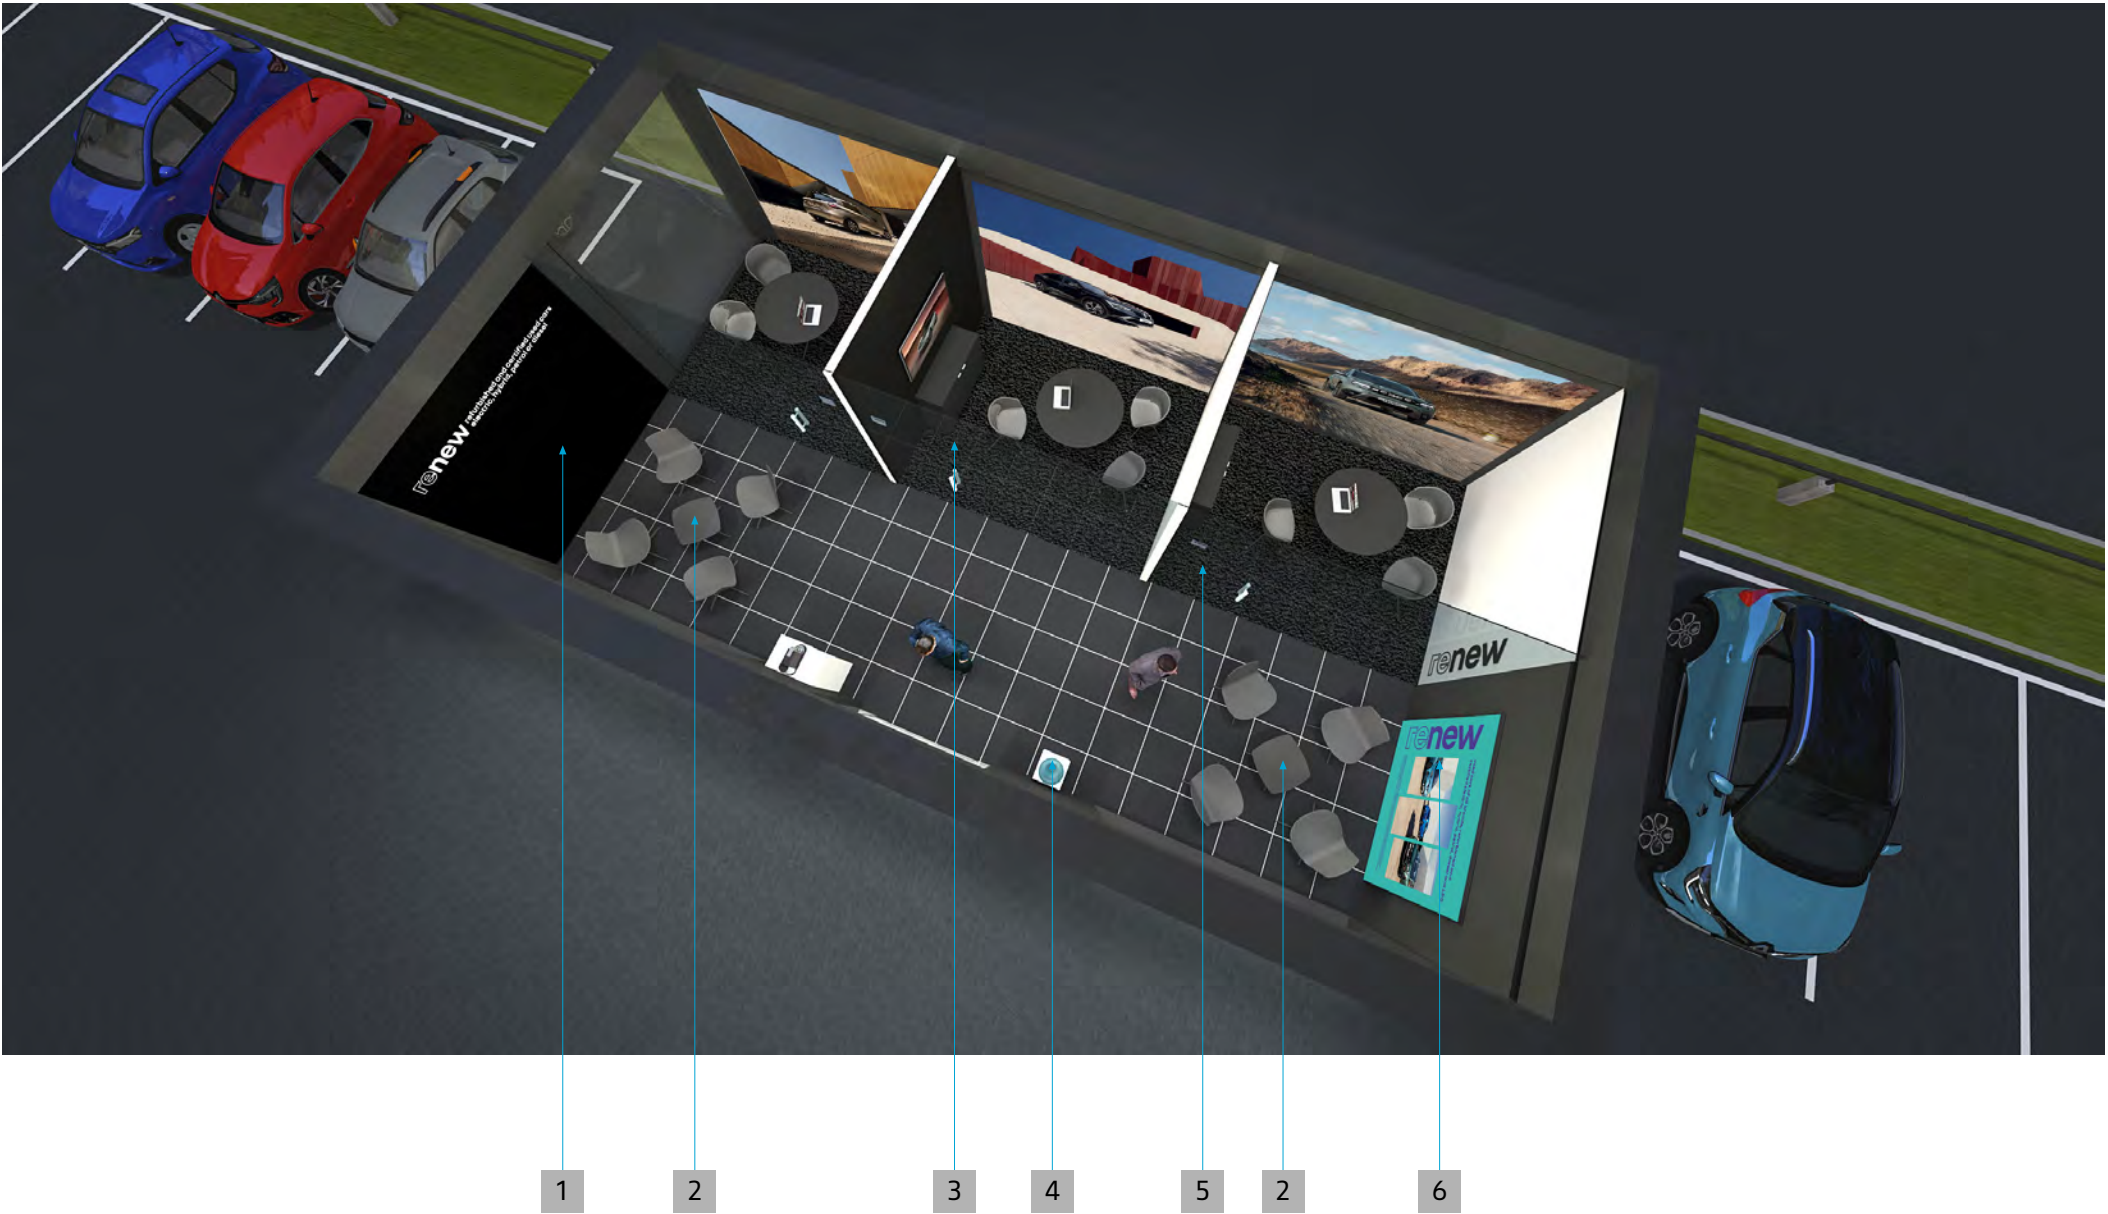 renew
refurbished and certified used cars
electric, hybrid, petrol or diesel
renew
renew
1
2
3
4
5
2
6